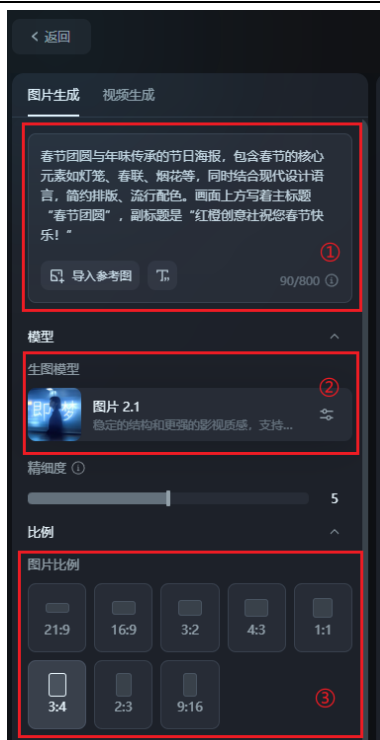 < 返回
图片生成 视频生成
春节团圆与年味传承的节日海报，包含春节的核心
元素如灯笼、春联、烟花等，同时结合现代设计语
言，简约排版、流行配色。画面上方写着主标题
“春节团圆”，副标题是“红橙创意社祝您春节快
乐！”
①
导入参考图 T 90/800
模型
生图模型
②
即梦
图片 2.1
稳定的结构和更强的影视质感，支持...
精细度
5
比例
图片比例
21:9 16:9 3:2 4:3 1:1
3:4 2:3 9:16
③